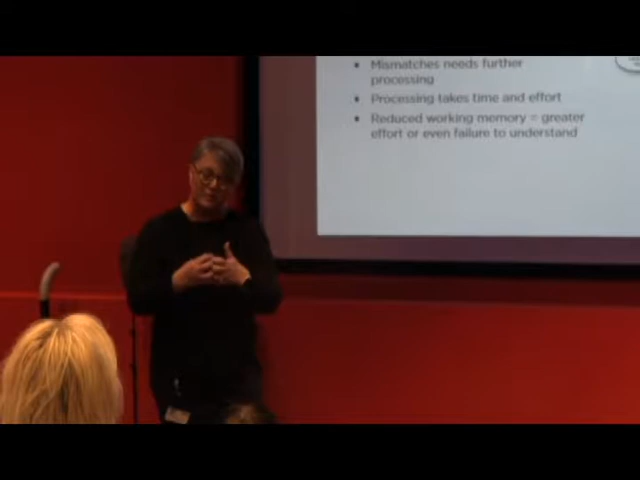 Mismatches needs further
processing
Processing takes time and effort
Reduced working memory = greater
effort or even failure to understand